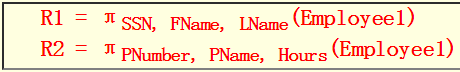 R1 = π SSN, FName, LName(Employee1)
R2 = π PNumber, PName, Hours(Employee1)